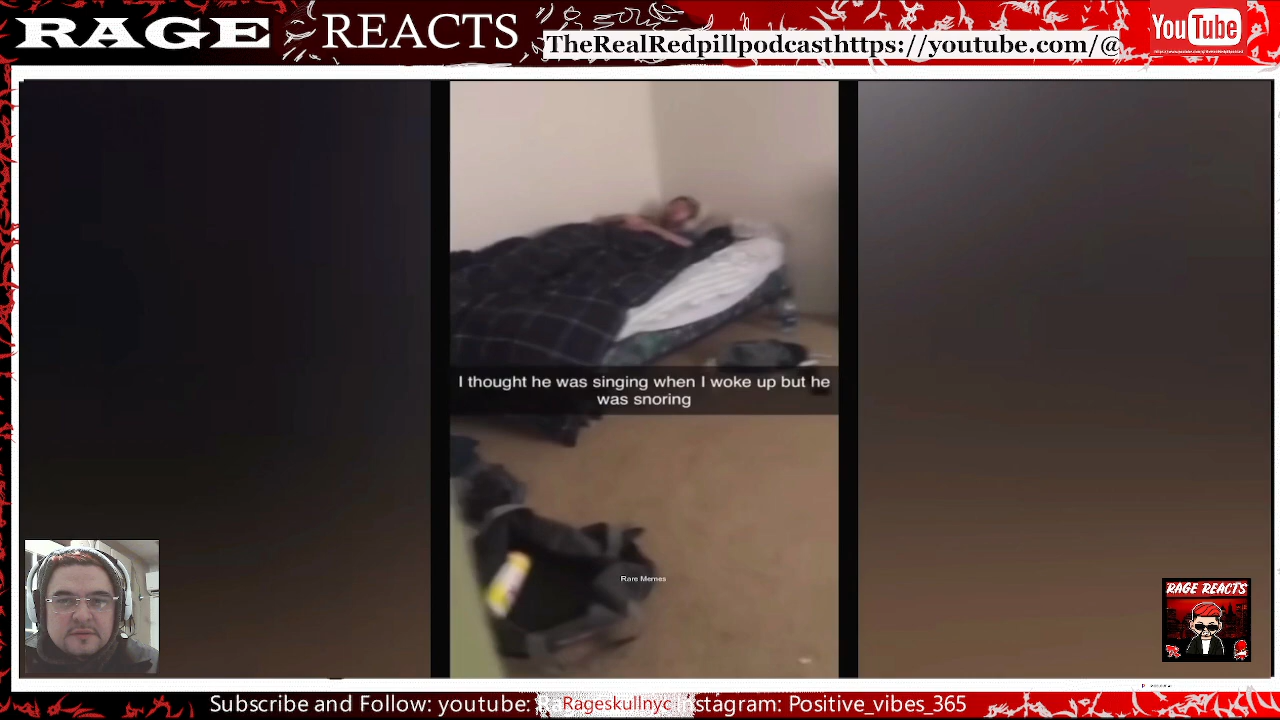 RAGE REACTS
TheRealRedpillpodcasthttps://youtube.com/@
YouTube
I thought he was singing when I woke up but he
was snoring
Rare Memes
RAGE REACTS
Subscribe and Follow: youtube: Rageskullnyc Instagram: Positive_vibes_365